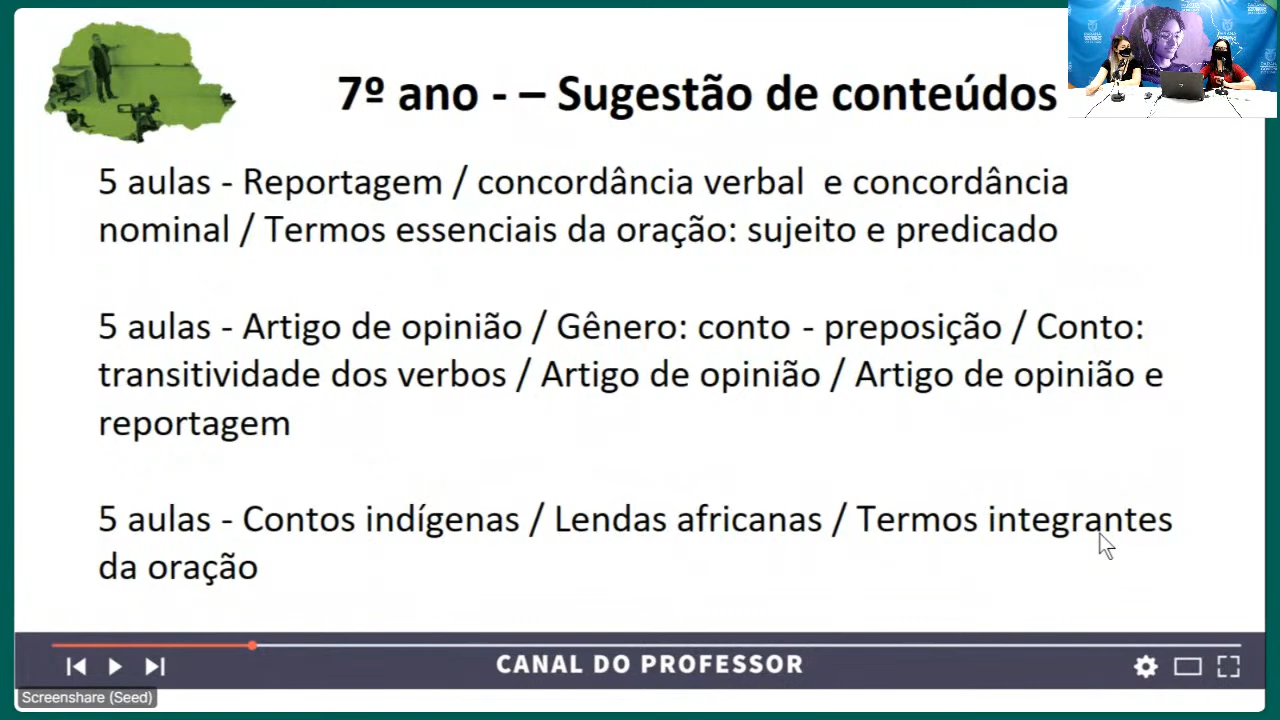 7º ano - – Sugestão de conteúdos
5 aulas - Reportagem / concordância verbal e concordância
nominal / Termos essenciais da oração: sujeito e predicado
5 aulas - Artigo de opinião / Gênero: conto - preposição / Conto:
transitividade dos verbos / Artigo de opinião / Artigo de opinião e
reportagem
5 aulas - Contos indígenas / Lendas africanas / Termos integrantes
da oração
CANAL DO PROFESSOR
Screenshare (Seed)